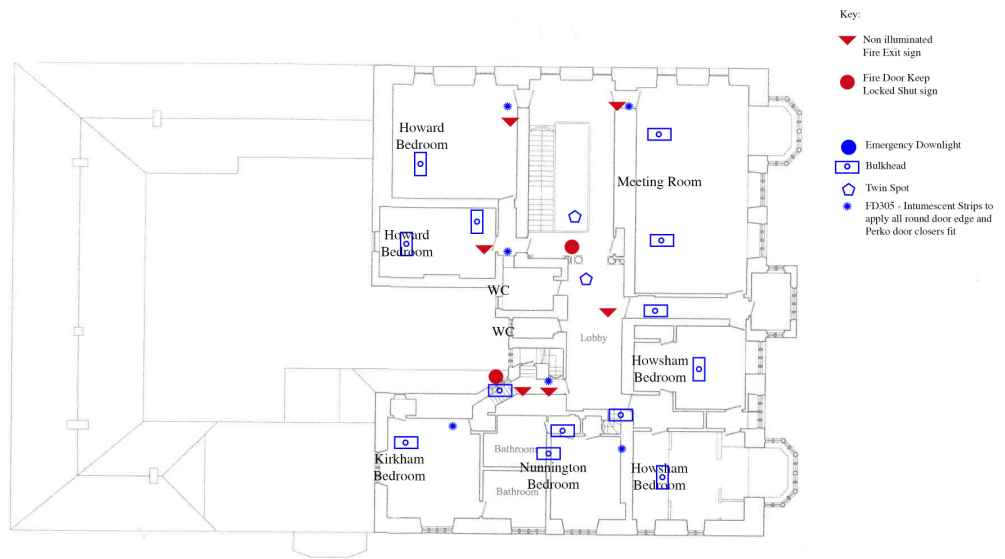 Key:
Non illuminated
Fire Exit sign
Fire Door Keep
Locked Shut sign
Emergency Downlight
Bulkhead
Twin Spot
FD305 - Intumescent Strips to
apply all round door edge and
Perko door closers fit
Howard
Bedroom
Meeting Room
Howard
Bedroom
WC
WC
Lobby
Howsham
Bedroom
Kirkham
Bedroom
Bathroom
Nunnington
Bedroom
Bathroom
Howsham
Bedroom